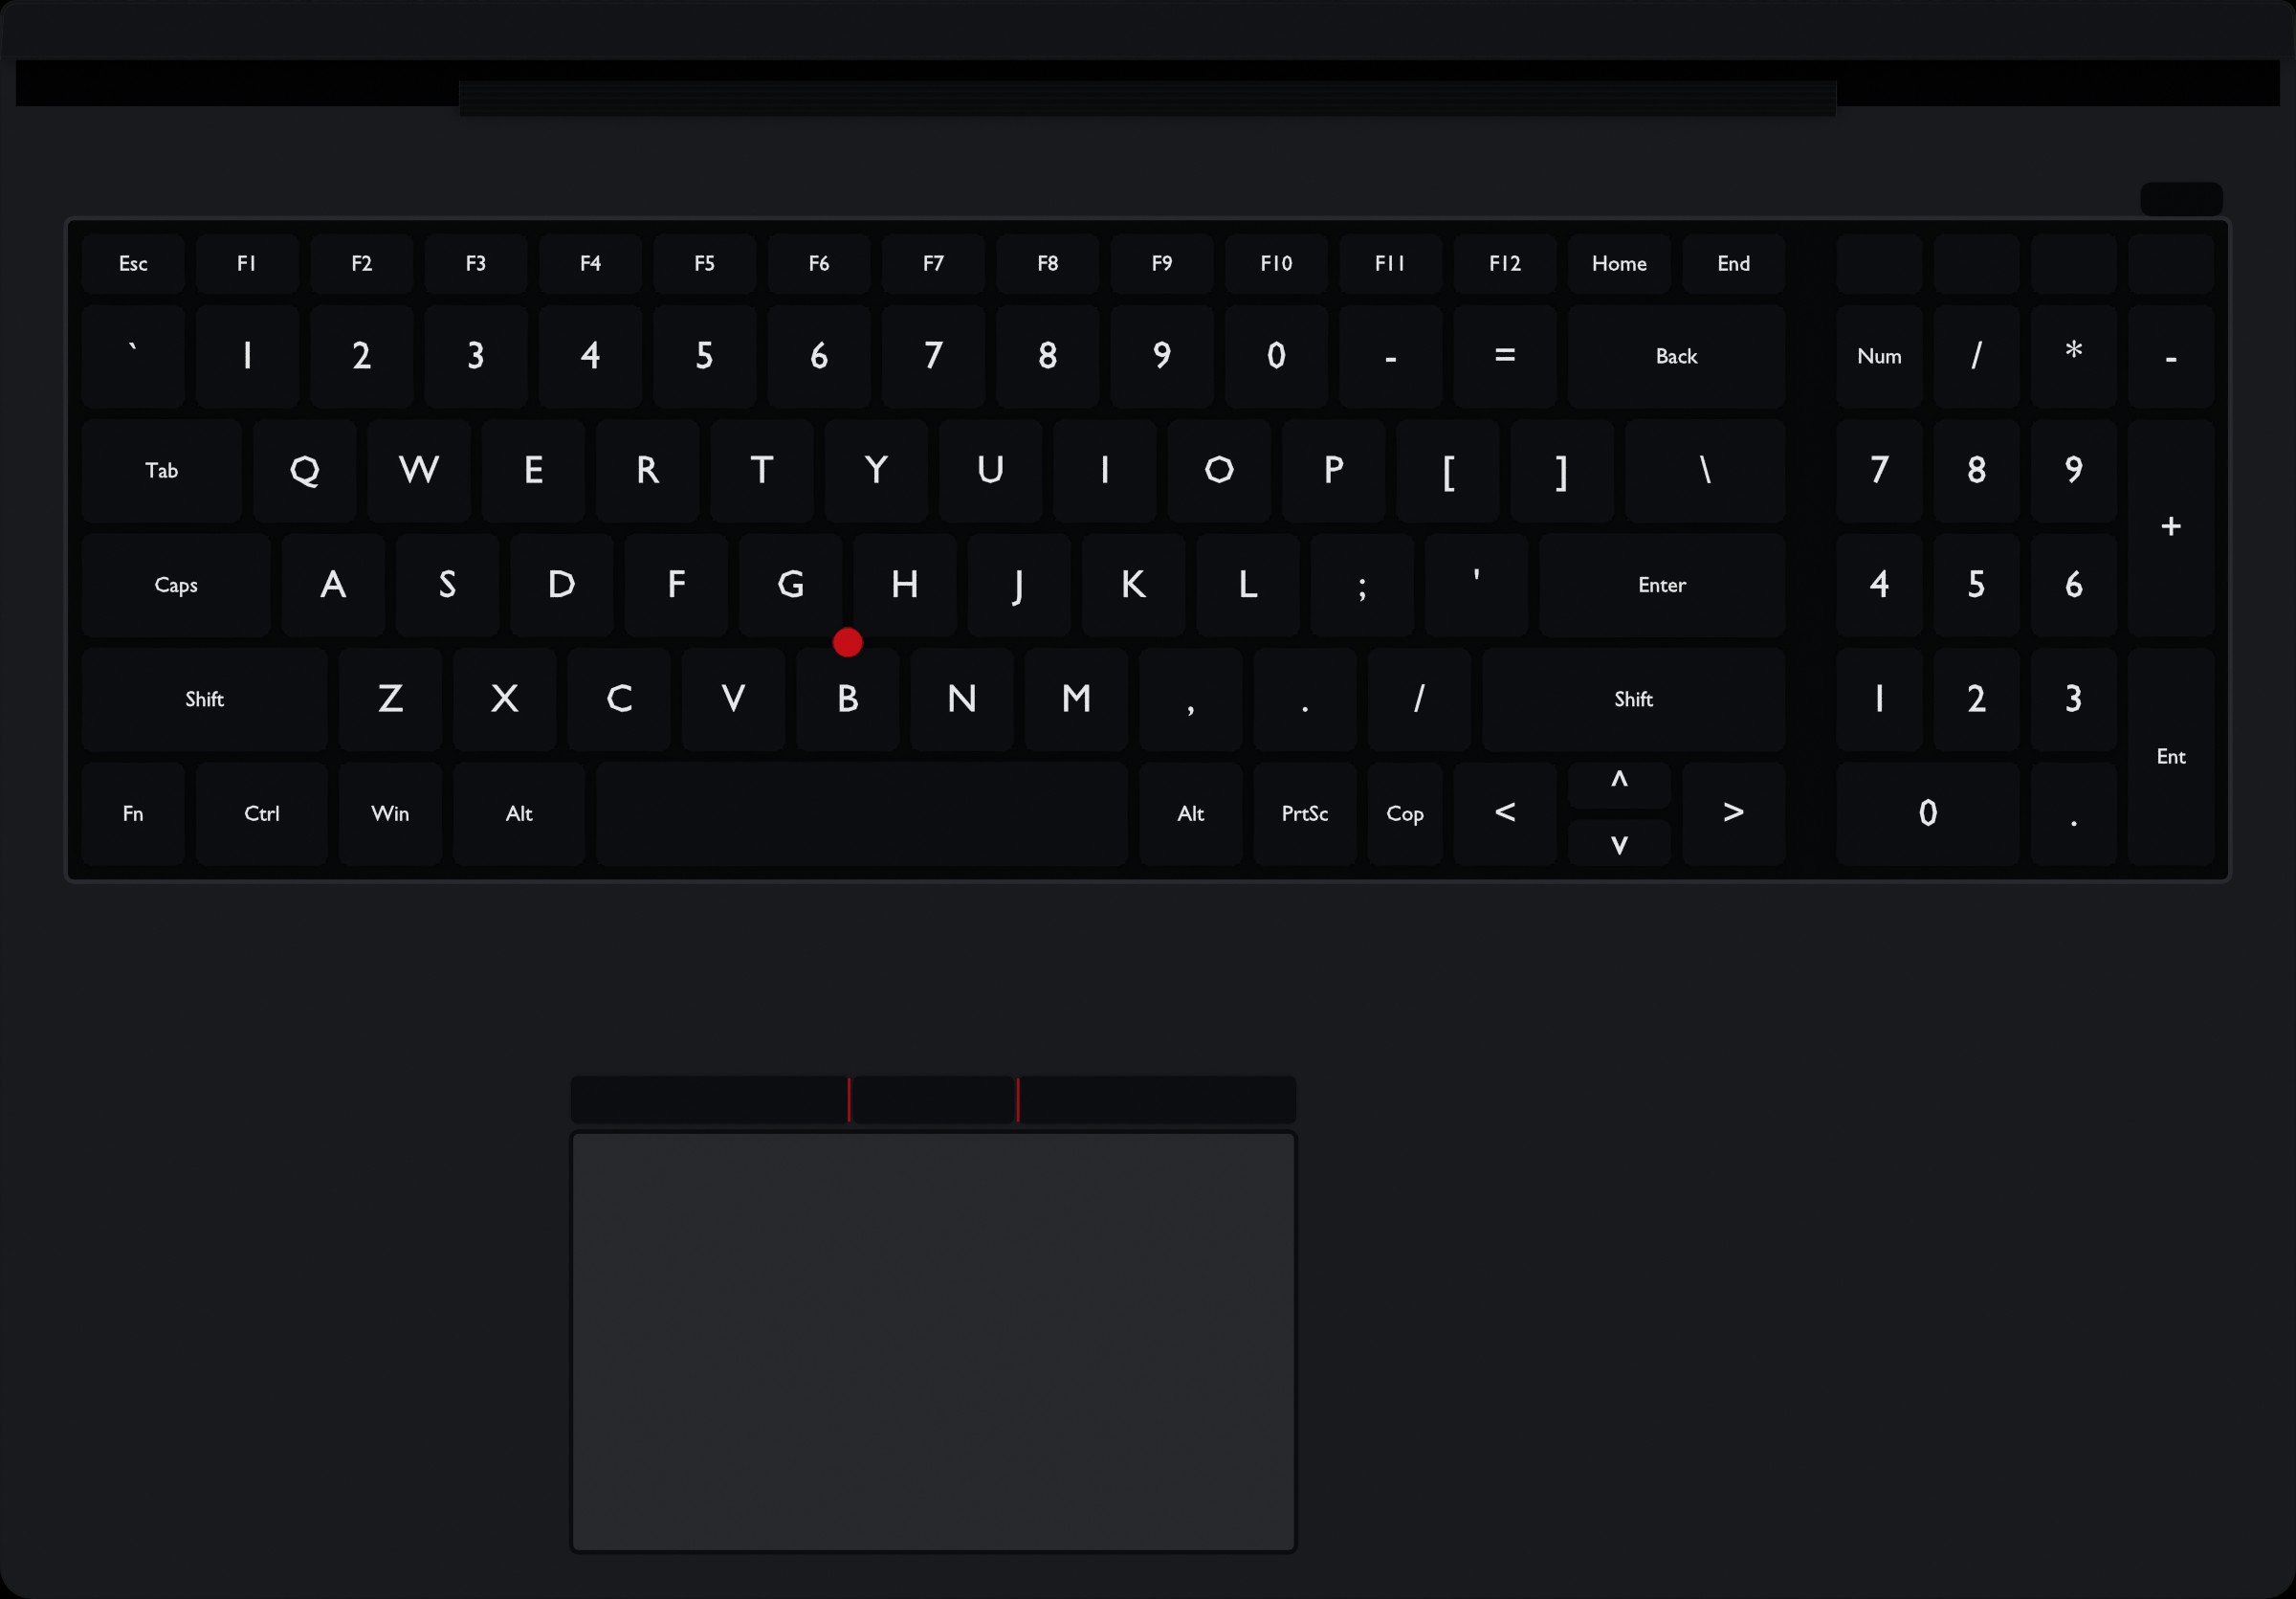 Esc F1 F2 F3 F4 F5 F6 F7 F8 F9 F10 F11 F12 Home End
` 1 2 3 4 5 6 7 8 9 0 - = Back Num / * -
Tab Q W E R T Y U I O P [ ] \ 7 8 9 +
Caps A S D F G H J K L ; ' Enter 4 5 6
Shift Z X C V B N M , . / Shift 1 2 3 Ent
Fn Ctrl Win Alt Alt PrtSc Cop < ^ v > 0 .